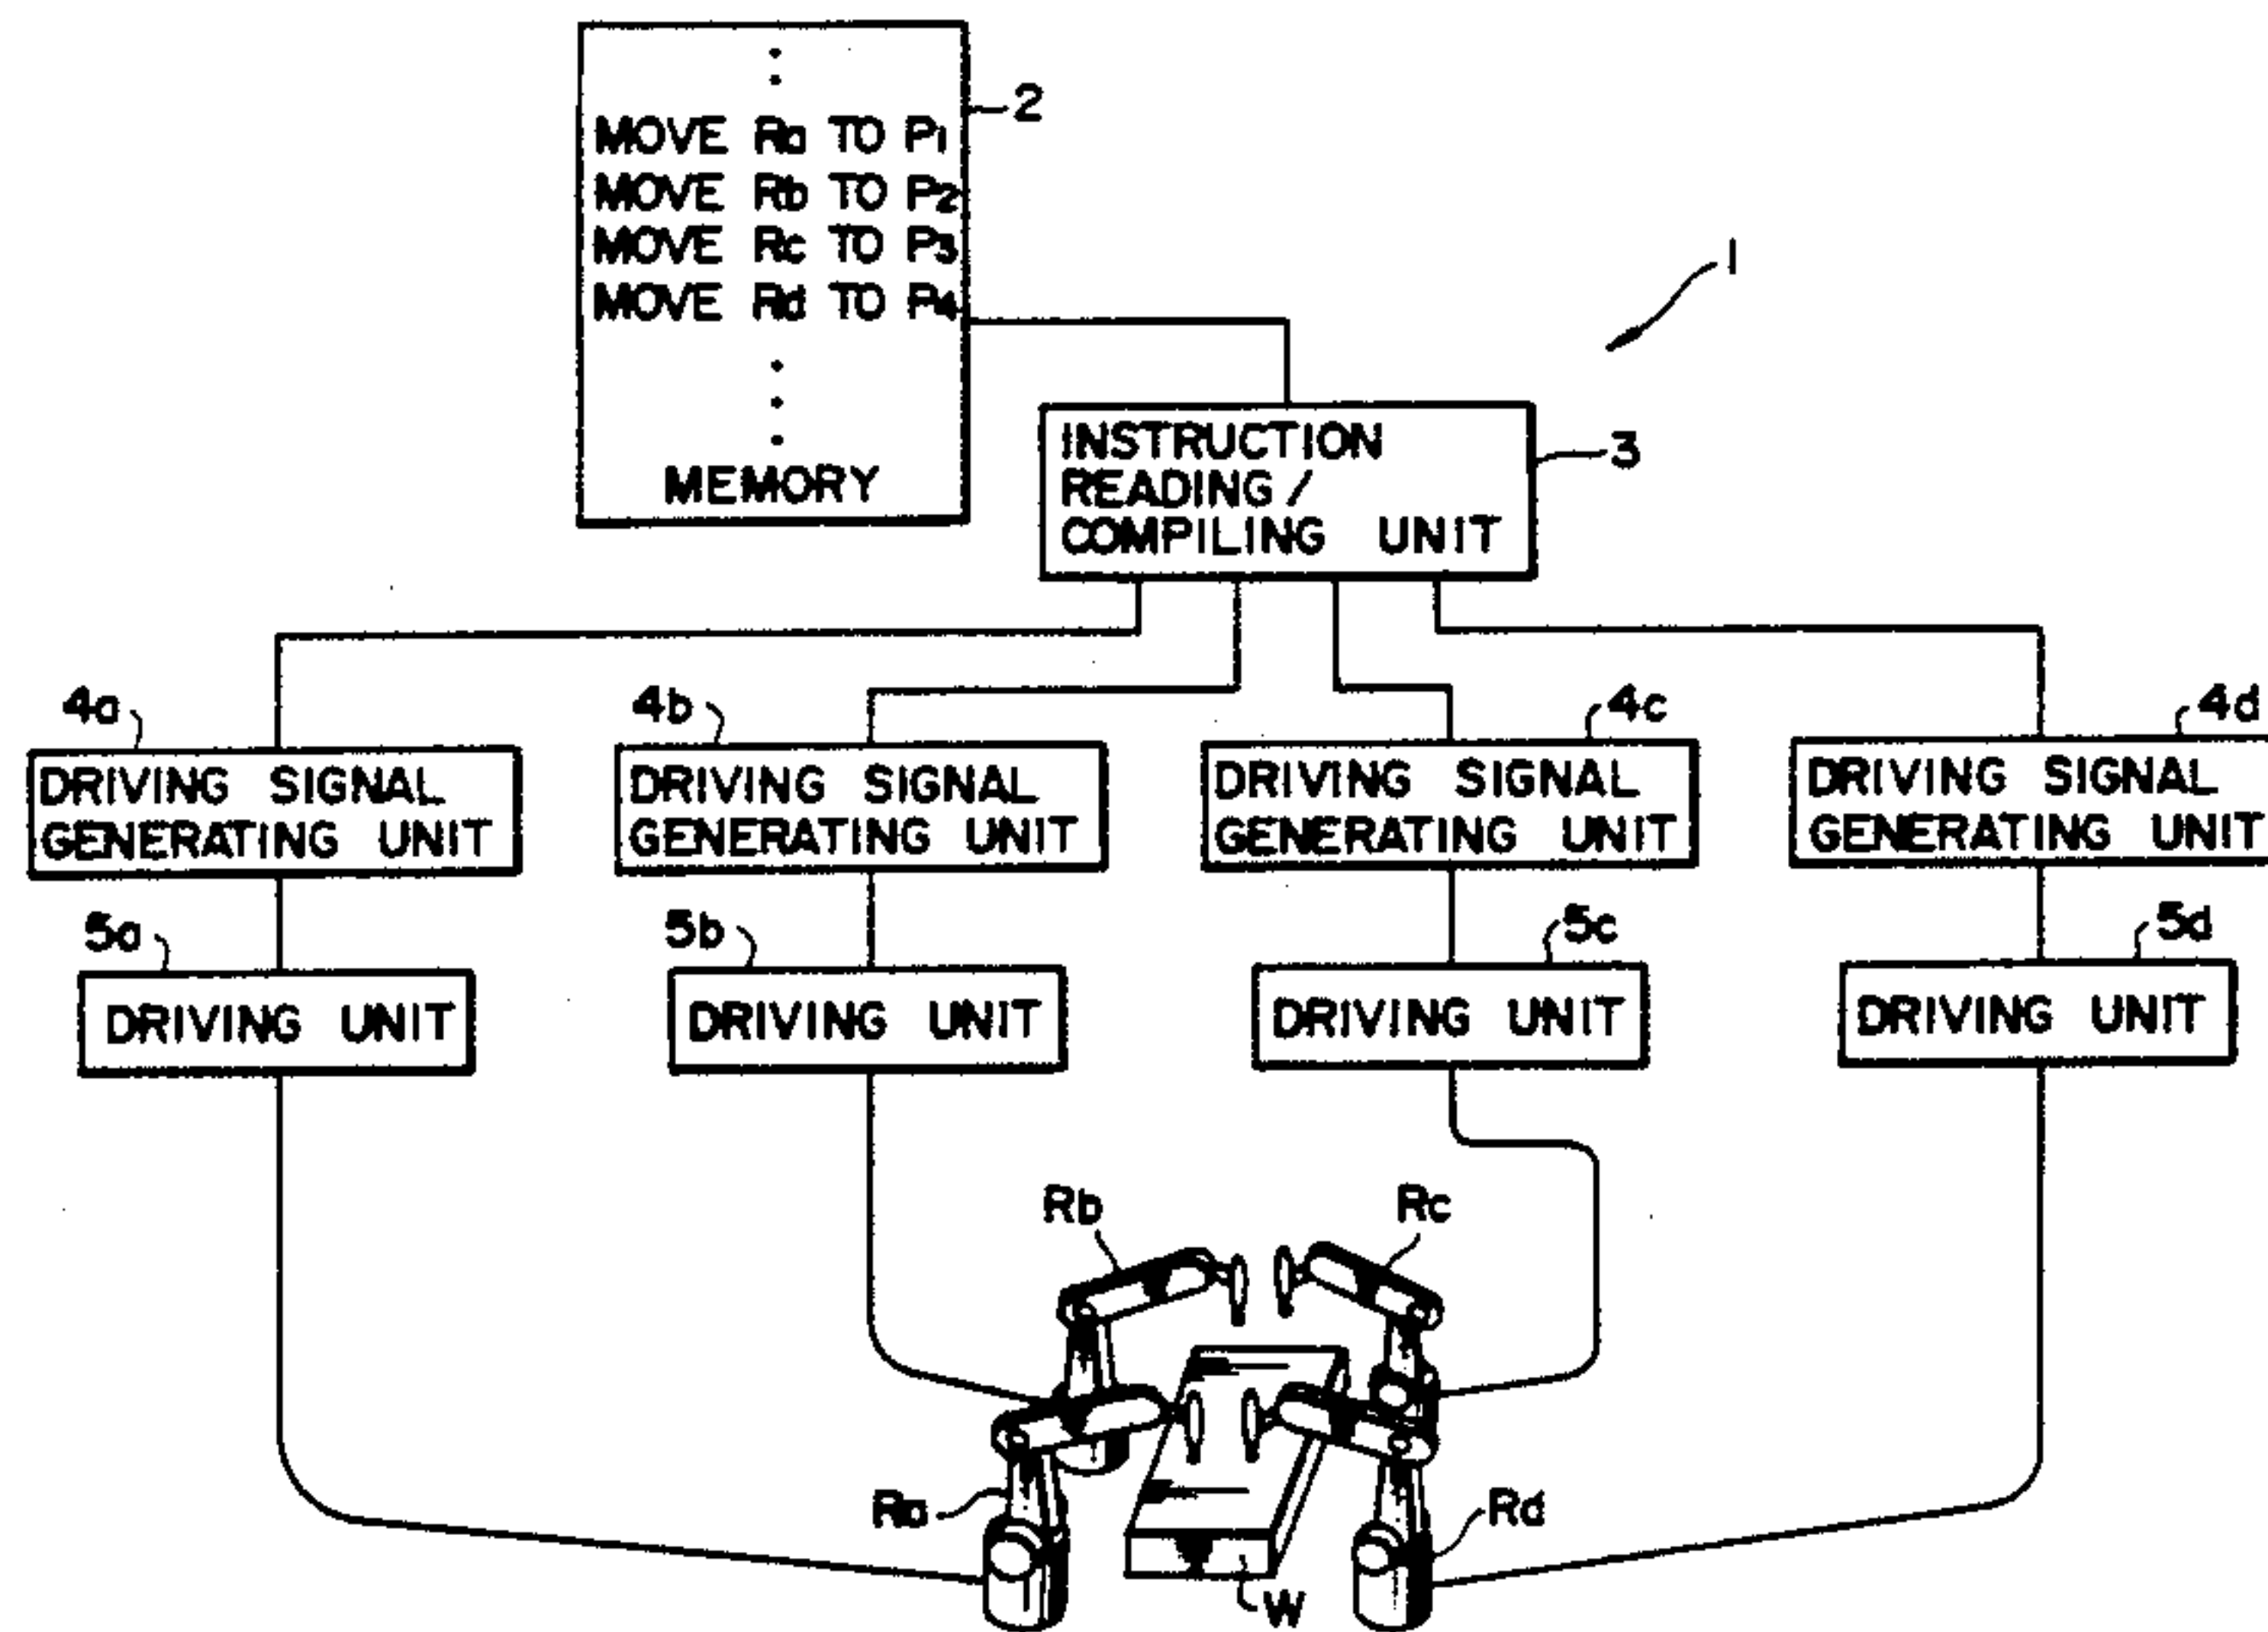 MOVE Ra TO P1
MOVE Rb TO P2
MOVE Rc TO P3
MOVE Rd TO P4
MEMORY
2
1
INSTRUCTION
READING/
COMPILING UNIT
3
4a
4b
4c
4d
DRIVING SIGNAL
GENERATING UNIT
DRIVING SIGNAL
GENERATING UNIT
DRIVING SIGNAL
GENERATING UNIT
DRIVING SIGNAL
GENERATING UNIT
5a
5b
5c
5d
DRIVING UNIT
DRIVING UNIT
DRIVING UNIT
DRIVING UNIT
Rb
Rc
Ra
Rd
W